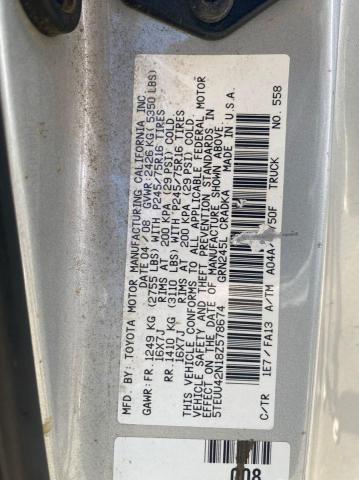 MFD. BY: TOYOTA MOTOR MANUFACTURING CALIFORNIA INC
DATE 04 / 08 GVWR:2426 KG( 5350 LBS)
GAWR:FR. 1249 KG (2755 LBS) WITH P245/75R16 TIRES
16X7J RIMS AT 200 KPA (29 PSI) COLD.
RR. 1410 KG (3110 LBS) WITH P245/75R16 TIRES
16X7J RIMS AT 200 KPA (29 PSI) COLD.
THIS VEHICLE CONFORMS TO ALL APPLICABLE FEDERAL MOTOR
VEHICLE SAFETY AND THEFT PREVENTION STANDARDS IN
EFFECT ON THE DATE OF MANUFACTURE SHOWN ABOVE
5TEUU42N18Z578674 GRN245L CRAQKA MADE IN U.S.A.
TRUCK NO. 558
C/TR 1E7/FA13 A/TM A04A/ 50F
008